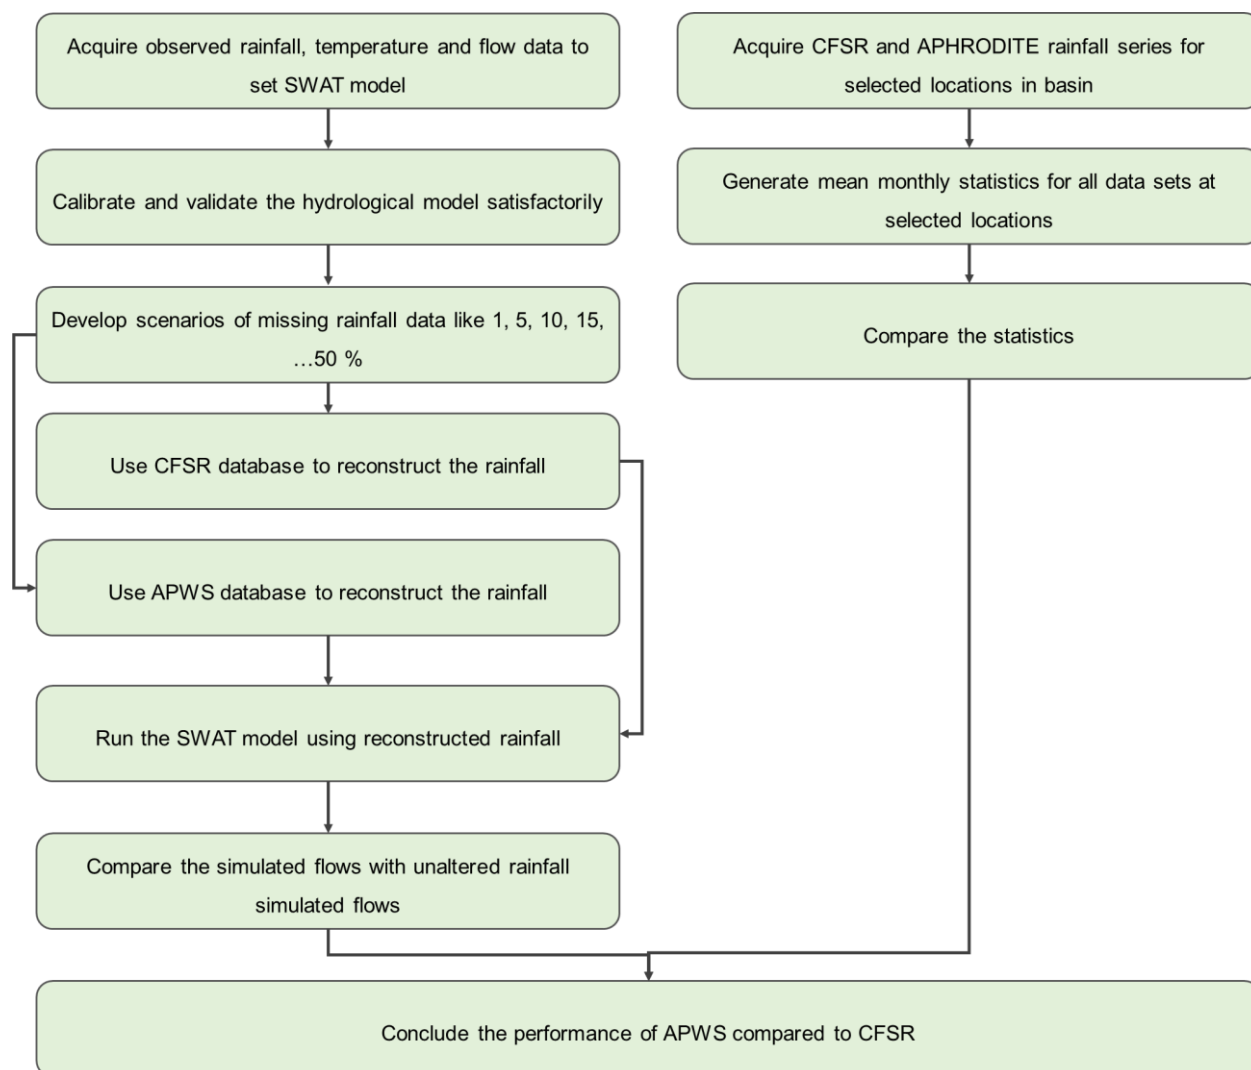 Acquire observed rainfall, temperature and flow data to
set SWAT model
Calibrate and validate the hydrological model satisfactorily
Develop scenarios of missing rainfall data like 1, 5, 10, 15,
…50 %
Use CFSR database to reconstruct the rainfall
Use APWS database to reconstruct the rainfall
Run the SWAT model using reconstructed rainfall
Compare the simulated flows with unaltered rainfall
simulated flows
Acquire CFSR and APHRODITE rainfall series for
selected locations in basin
Generate mean monthly statistics for all data sets at
selected locations
Compare the statistics
Conclude the performance of APWS compared to CFSR